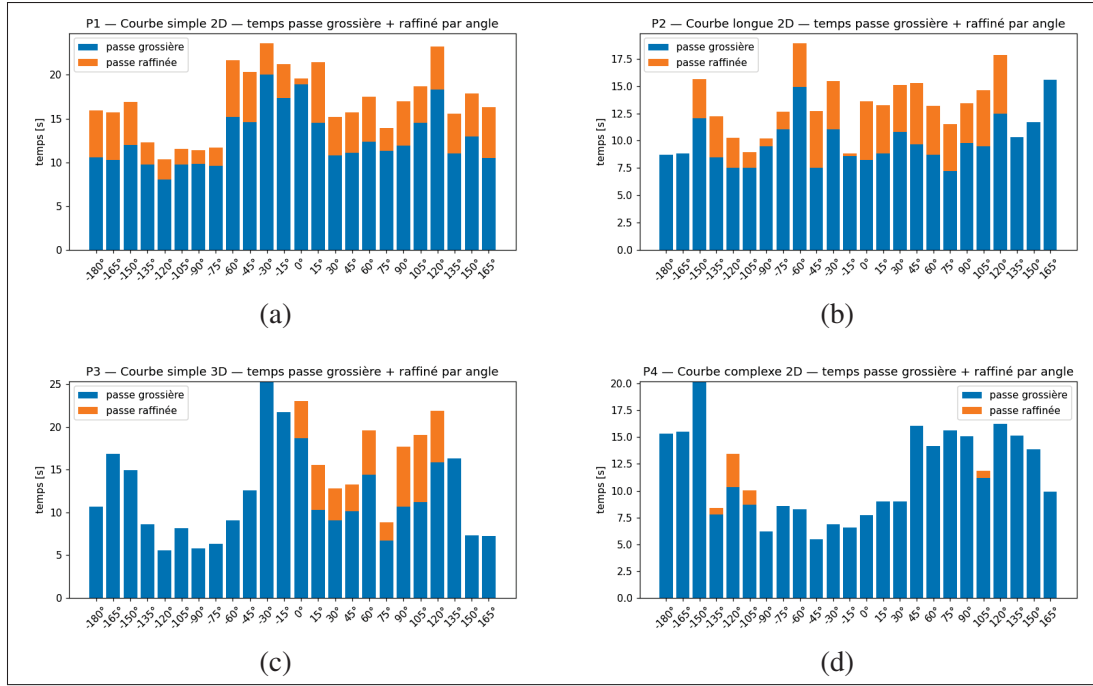 P1 — Courbe simple 2D — temps passe grossière + raffiné par angle
passe grossière
passe raffinée
temps [s]
20
15
10
5
0
-180° -165° -150° -135° -120° -105° -90° -75° -60° -45° -30° -15° 0° 15° 30° 45° 60° 75° 90° 105° 120° 135° 150° 165°
(a)
P2 — Courbe longue 2D — temps passe grossière + raffiné par angle
passe grossière
passe raffinée
temps [s]
17.5
15.0
12.5
10.0
7.5
5.0
2.5
0.0
-180° -165° -150° -135° -120° -105° -90° -75° -60° -45° -30° -15° 0° 15° 30° 45° 60° 75° 90° 105° 120° 135° 150° 165°
(b)
P3 — Courbe simple 3D — temps passe grossière + raffiné par angle
passe grossière
passe raffinée
temps [s]
25
20
15
10
5
0
-180° -165° -150° -135° -120° -105° -90° -75° -60° -45° -30° -15° 0° 15° 30° 45° 60° 75° 90° 105° 120° 135° 150° 165°
(c)
P4 — Courbe complexe 2D — temps passe grossière + raffiné par angle
passe grossière
passe raffinée
temps [s]
20.0
17.5
15.0
12.5
10.0
7.5
5.0
2.5
0.0
-180° -165° -150° -135° -120° -105° -90° -75° -60° -45° -30° -15° 0° 15° 30° 45° 60° 75° 90° 105° 120° 135° 150° 165°
(d)